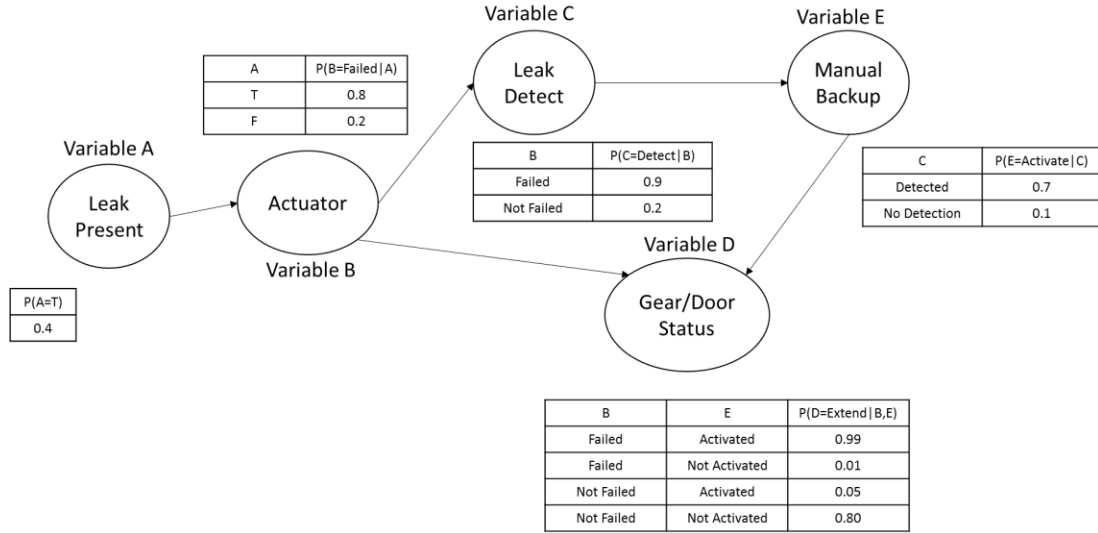 Variable C
Variable E
A P(B=Failed|A)
T 0.8
F 0.2
Leak
Detect
Manual
Backup
Variable A
Leak
Present
Actuator
Variable B
B P(C=Detect|B)
Failed 0.9
Not Failed 0.2
C P(E=Activate|C)
Detected 0.7
No Detection 0.1
Variable D
Gear/Door
Status
P(A=T)
0.4
B E P(D=Extend|B,E)
Failed Activated 0.99
Failed Not Activated 0.01
Not Failed Activated 0.05
Not Failed Not Activated 0.80